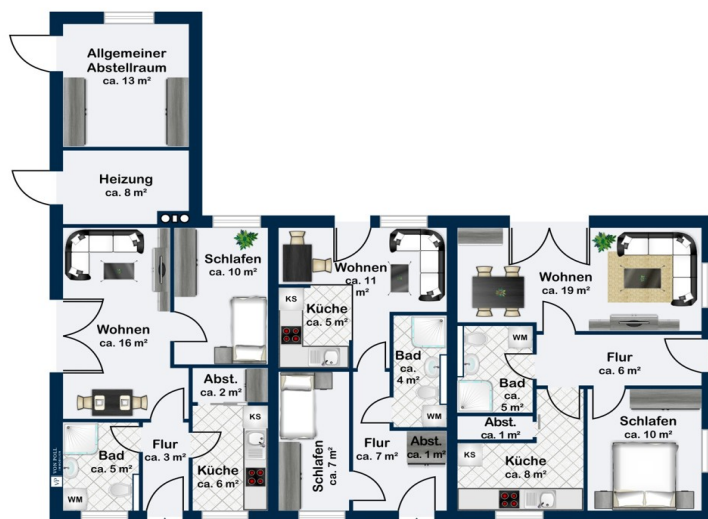 Allgemeiner
Abstellraum
ca. 13 m²
Heizung
ca. 8 m²
Schlafen
ca. 10 m²
Wohnen
ca. 16 m²
Abst.
ca. 2 m²
KS
Bad
ca. 5 m²
Flur
ca. 3 m²
Küche
ca. 6 m²
WM
VP
VON POLL
Wohnen
ca. 11
m²
KS
Küche
ca. 5 m²
Bad
ca.
4 m²
WM
Schlafen
ca. 7 m²
Flur
ca. 7 m²
Abst.
ca. 1 m²
Wohnen
ca. 19 m²
WM
Flur
ca. 6 m²
Bad
ca.
5 m²
Abst.
ca. 1 m²
Schlafen
ca. 10 m²
KS
Küche
ca. 8 m²